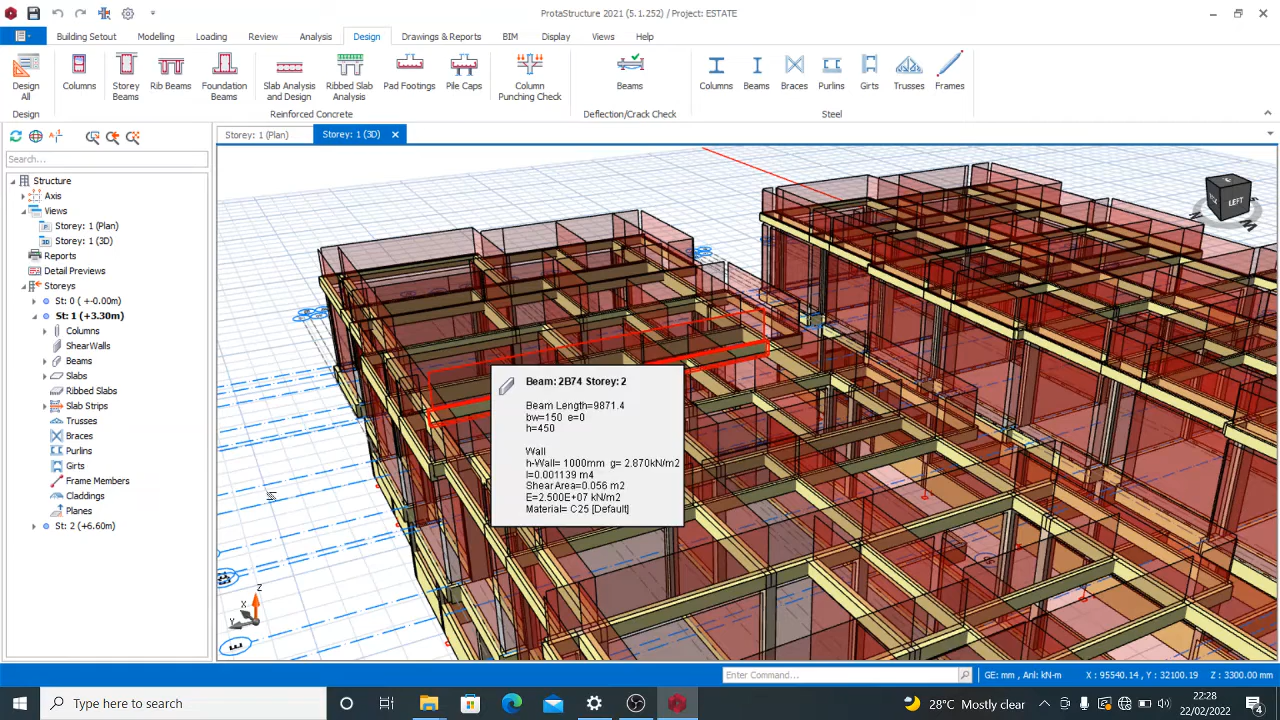 ProtaStructure 2021 (5.1.252) / Project: ESTATE
Building Setout
Modelling
Loading
Review
Analysis
Design
Drawings & Reports
BIM
Display
Views
Help
Design All
Columns
Storey Beams
Rib Beams
Foundation Beams
Slab Analysis and Design
Ribbed Slab Analysis
Pad Footings
Pile Caps
Column Punching Check
Beams
Columns
Beams
Braces
Purlins
Girts
Trusses
Frames
Design
Reinforced Concrete
Deflection/Crack Check
Steel
Storey: 1 (Plan)
Storey: 1 (3D)
Search...
Structure
Axis
Views
Storey: 1 (Plan)
Storey: 1 (3D)
Reports
Detail Previews
Storeys
St: 0 ( +-0.00m)
St: 1 (+3.30m)
Columns
ShearWalls
Beams
Slabs
Ribbed Slabs
Slab Strips
Trusses
Braces
Purlins
Girts
Frame Members
Claddings
Planes
St: 2 (+6.60m)
LEFT
Beam: 2B74 Storey: 2
Beam Length=9871.4
bw=150 e=0
h=450
Wall
h-Wall= 1000mm g= 2.870kN/m2
I=0.001139 m4
Shear Area=0.056 m2
E=2.500E+07 kN/m2
Material= C25 [Default]
Z
X
Y
E
Enter Command...
GE: mm , Anl: kN-m
X : 95540.14 , Y : 32100.19
Z : 3300.00 mm
Type here to search
28°C Mostly clear
22:28
22/02/2022
4